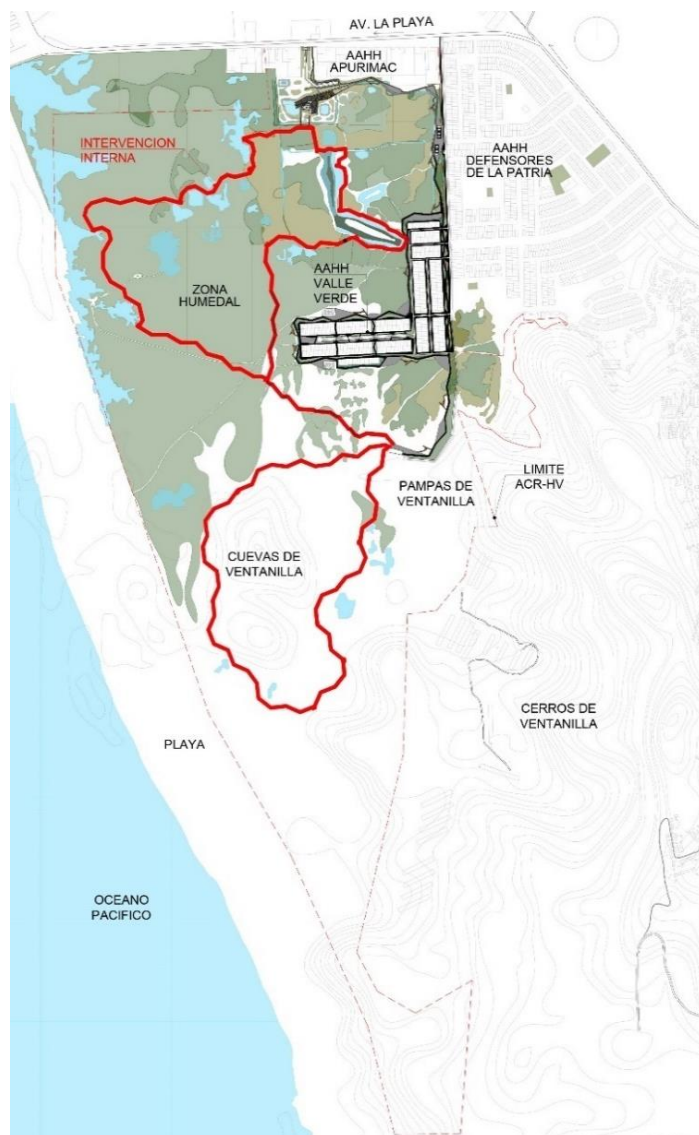 AV. LA PLAYA
AAHH
APURIMAC
INTERVENCION
INTERNA
AAHH
DEFENSORES
DE LA PATRIA
ZONA
HUMEDAL
AAHH
VALLE
VERDE
LIMITE
ACR-HV
PAMPAS DE
VENTANILLA
CUEVAS DE
VENTANILLA
CERROS DE
VENTANILLA
PLAYA
OCEANO
PACIFICO